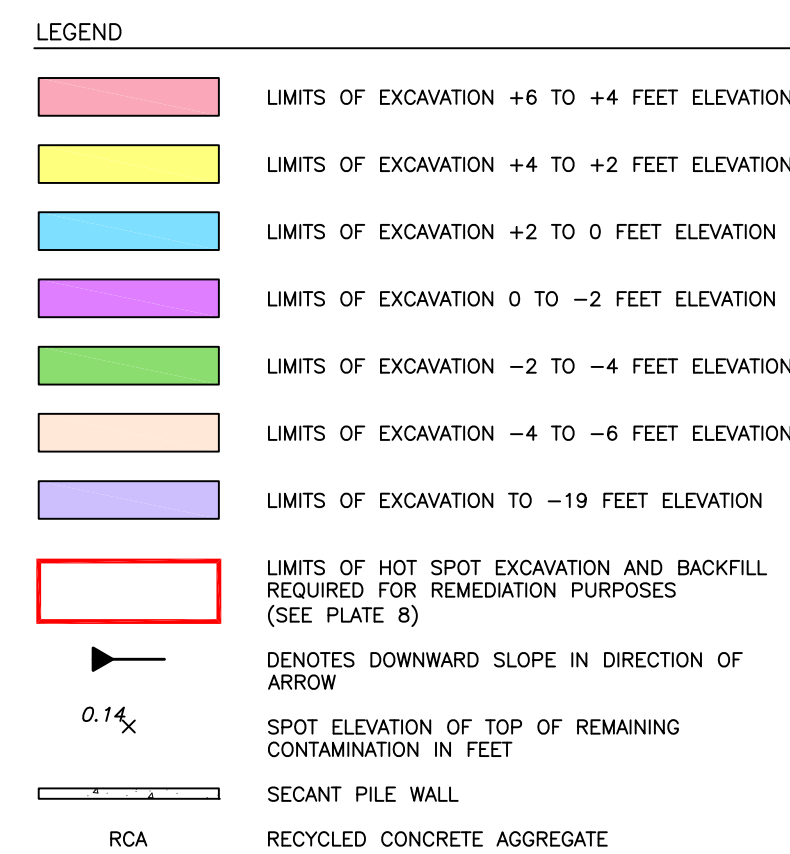 LEGEND
LIMITS OF EXCAVATION +6 TO +4 FEET ELEVATION
LIMITS OF EXCAVATION +4 TO +2 FEET ELEVATION
LIMITS OF EXCAVATION +2 TO 0 FEET ELEVATION
LIMITS OF EXCAVATION 0 TO −2 FEET ELEVATION
LIMITS OF EXCAVATION −2 TO −4 FEET ELEVATION
LIMITS OF EXCAVATION −4 TO −6 FEET ELEVATION
LIMITS OF EXCAVATION TO −19 FEET ELEVATION
LIMITS OF HOT SPOT EXCAVATION AND BACKFILL
REQUIRED FOR REMEDIATION PURPOSES
(SEE PLATE 8)
DENOTES DOWNWARD SLOPE IN DIRECTION OF
ARROW
0.14
SPOT ELEVATION OF TOP OF REMAINING
CONTAMINATION IN FEET
SECANT PILE WALL
RCA RECYCLED CONCRETE AGGREGATE